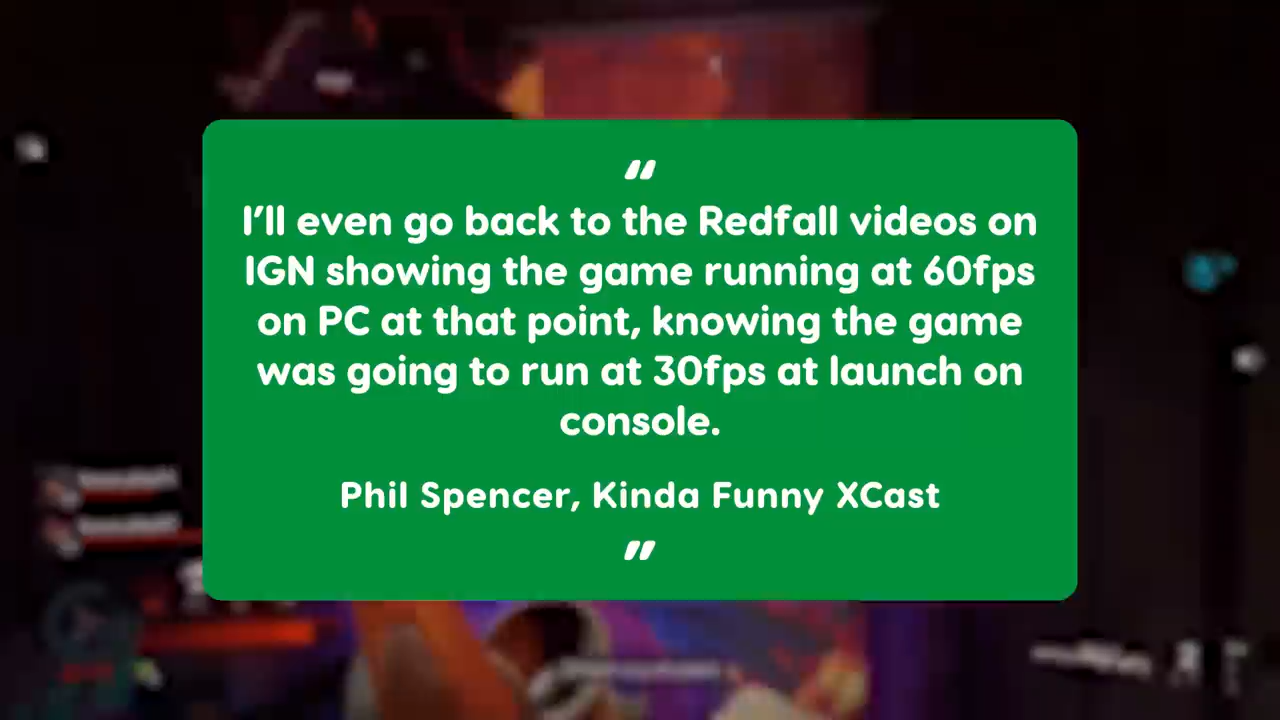 “
I’ll even go back to the Redfall videos on
IGN showing the game running at 60fps
on PC at that point, knowing the game
was going to run at 30fps at launch on
console.
Phil Spencer, Kinda Funny XCast
”